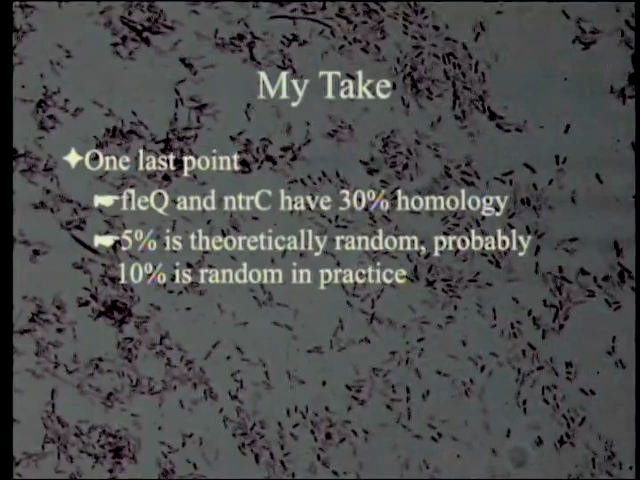 My Take
One last point
fleQ and ntrC have 30% homology
5% is theoretically random, probably
10% is random in practice